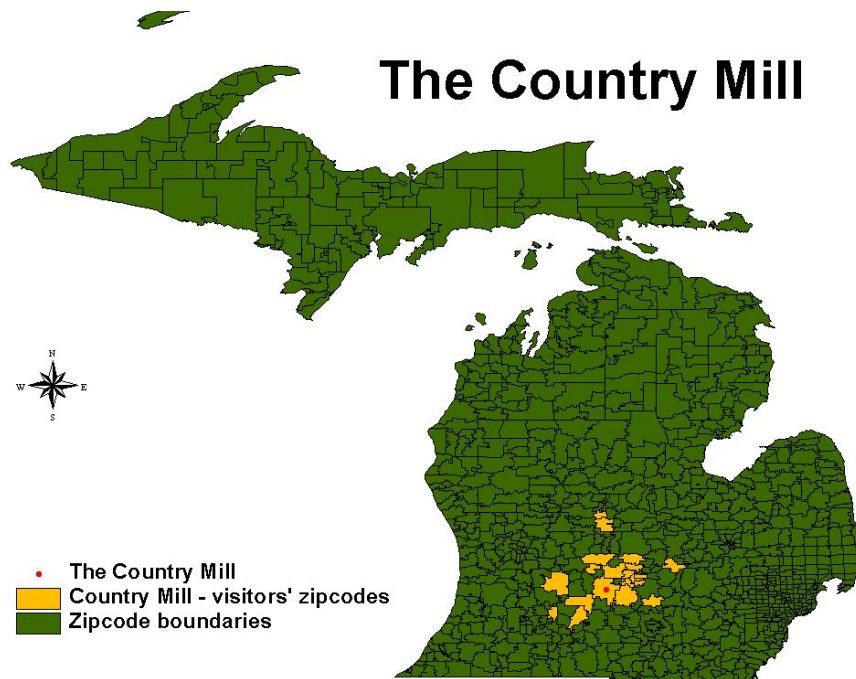 The Country Mill
N
W E
S
The Country Mill
Country Mill - visitors' zipcodes
Zipcode boundaries